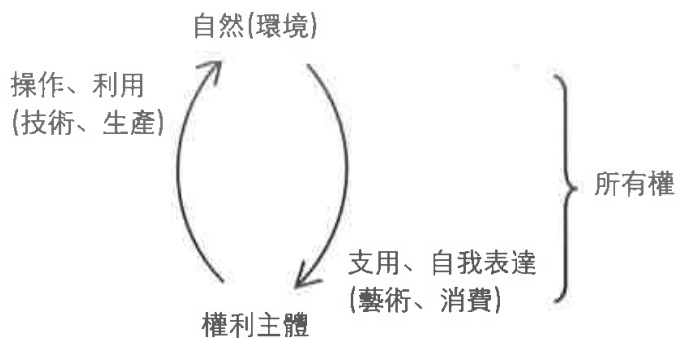 自然(環境)
操作、利用
(技術、生產)
所有權
支用、自我表達
(藝術、消費)
權利主體